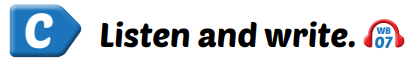 C Listen and write. WB 07